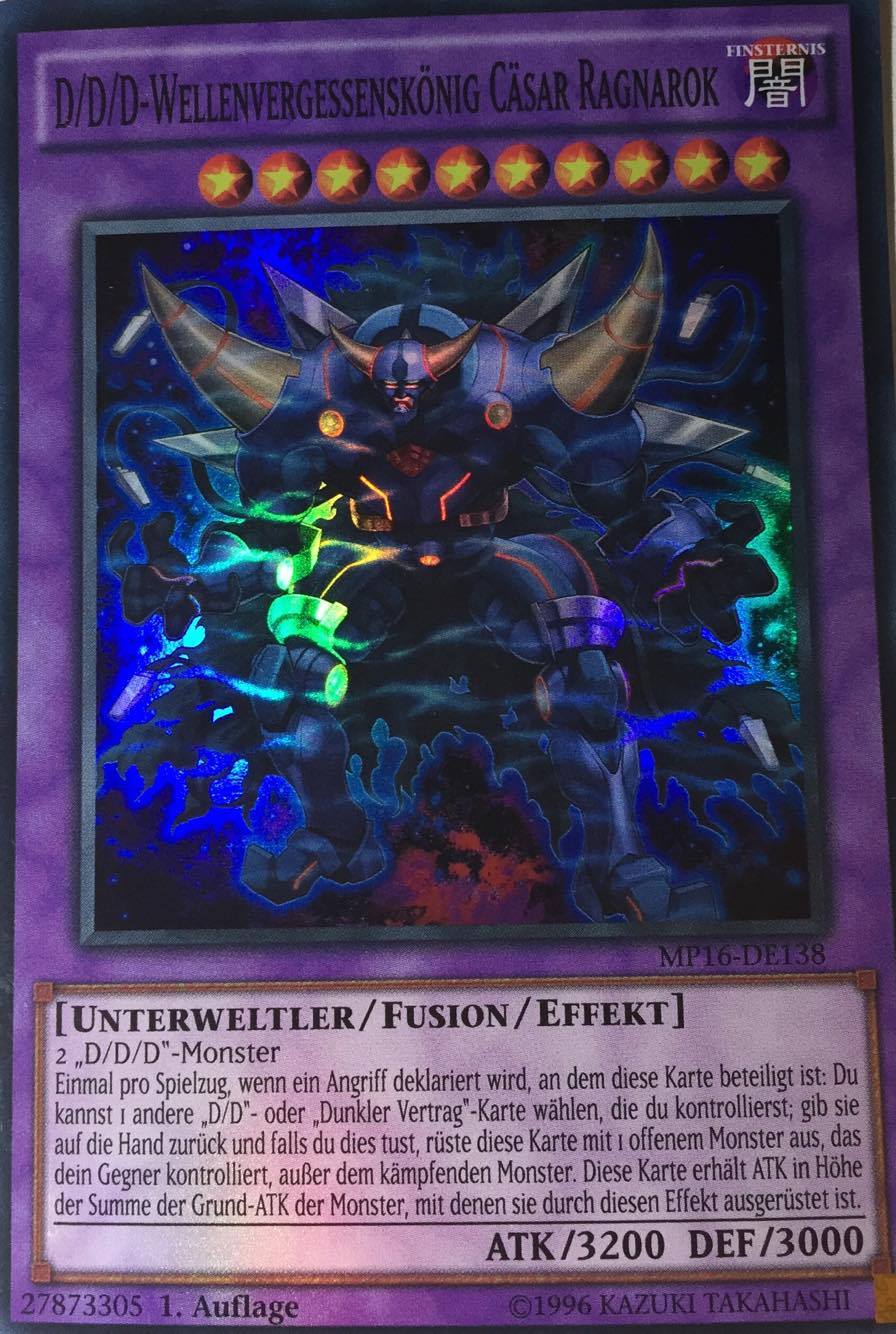 FINSTERNIS
D/D/D-Wellenvergessenskönig Cäsar Ragnarok
闇
MP16-DE138
[Unterweltler/Fusion/Effekt]
2 „D/D/D"-Monster
Einmal pro Spielzug, wenn ein Angriff deklariert wird, an dem diese Karte beteiligt ist: Du
kannst 1 andere „D/D"- oder „Dunkler Vertrag"-Karte wählen, die du kontrollierst; gib sie
auf die Hand zurück und falls du dies tust, rüste diese Karte mit 1 offenem Monster aus, das
dein Gegner kontrolliert, außer dem kämpfenden Monster. Diese Karte erhält ATK in Höhe
der Summe der Grund-ATK der Monster, mit denen sie durch diesen Effekt ausgerüstet ist.
ATK/3200 DEF/3000
27873305 1. Auflage ©1996 KAZUKI TAKAHASHI